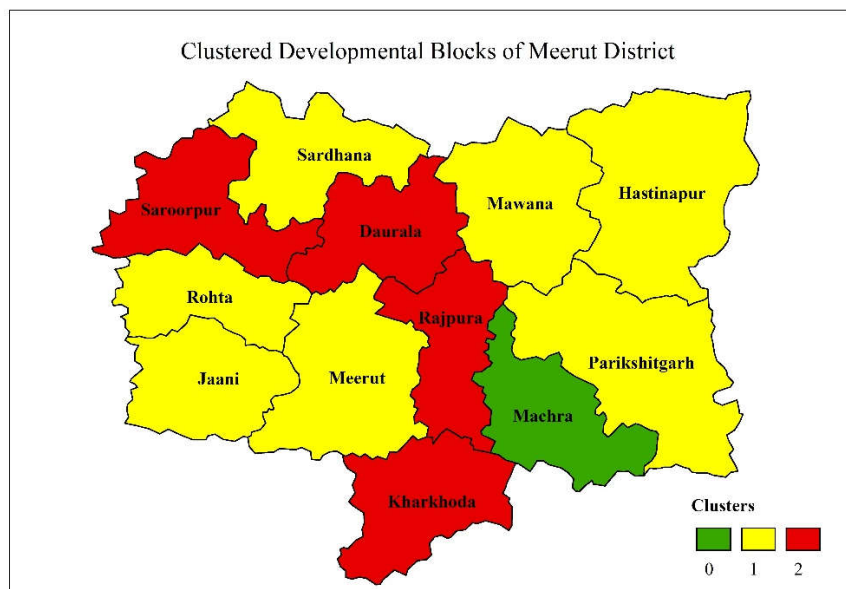 Clustered Developmental Blocks of Meerut District
Sardhana
Hastinapur
Mawana
Saroorpur
Daurala
Rohta
Rajpura
Parikshitgarh
Jaani
Meerut
Machra
Kharkhoda
Clusters
0 1 2